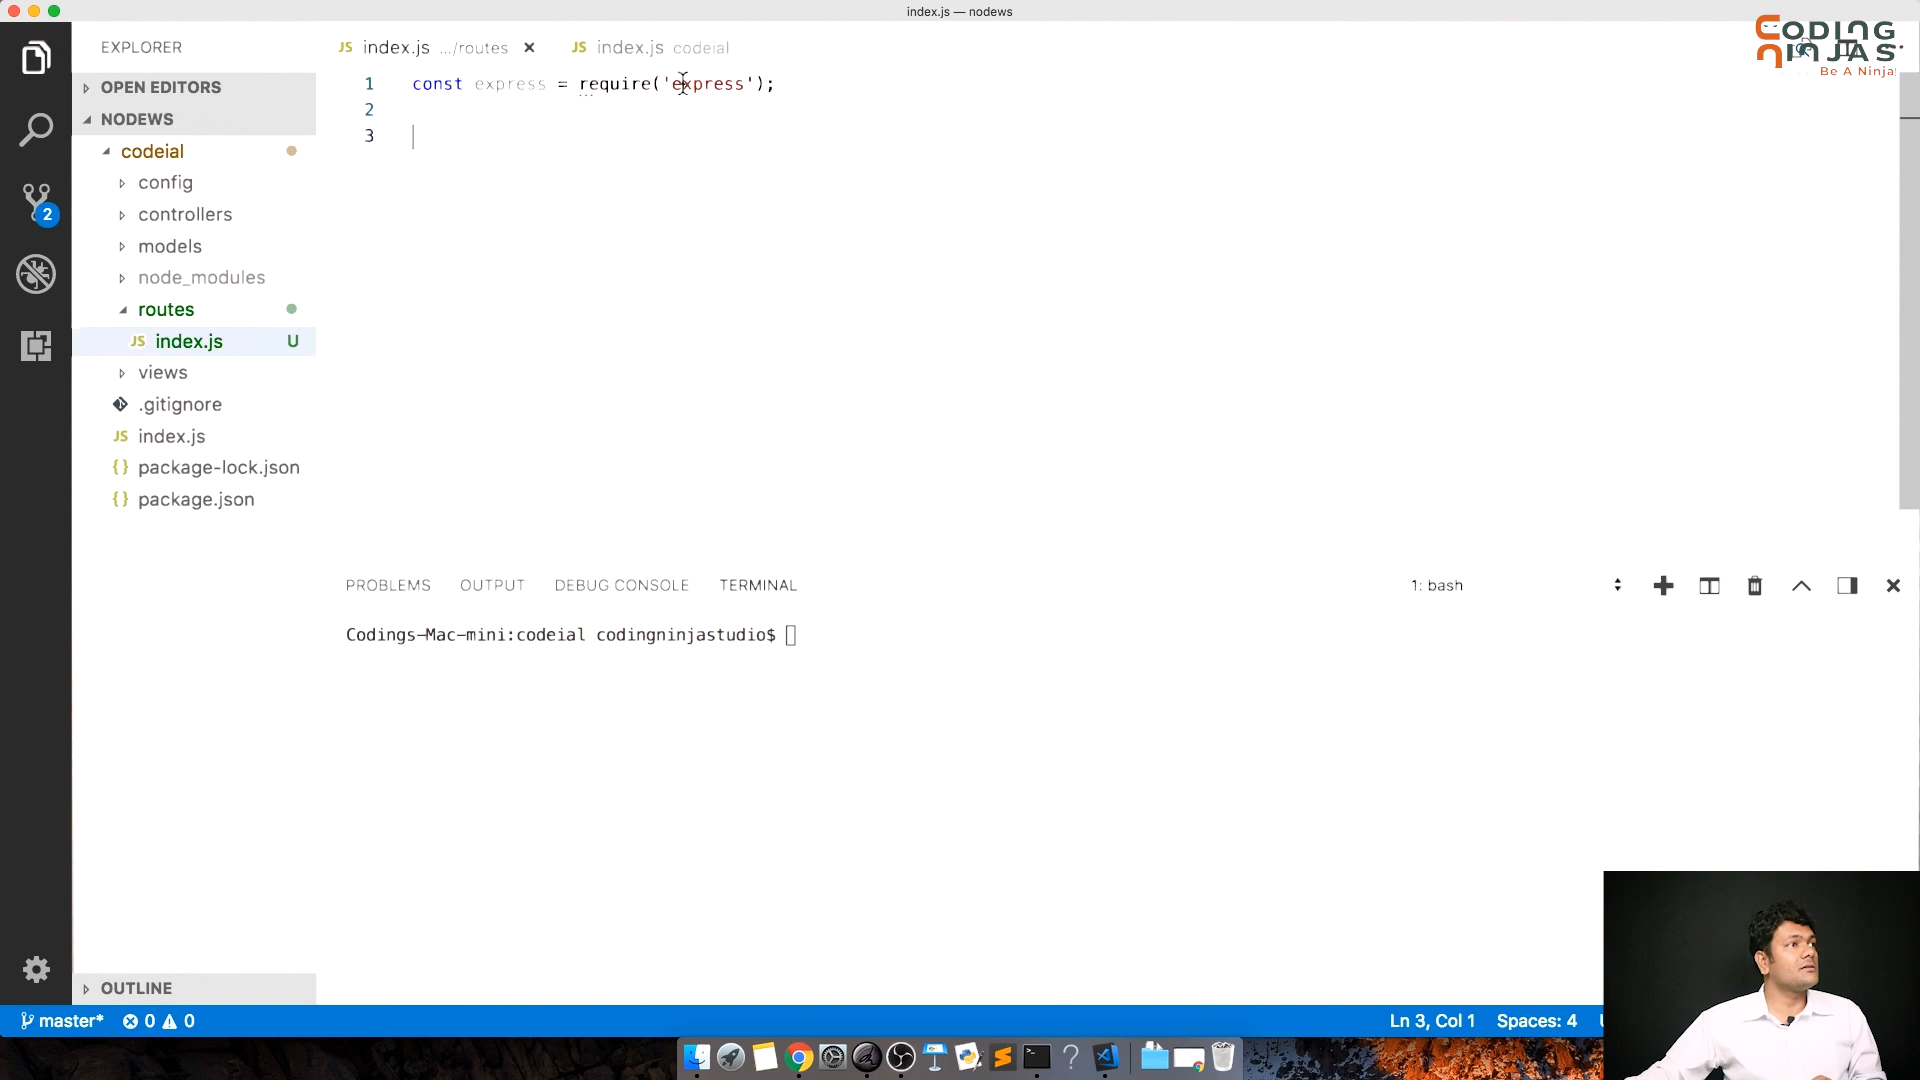 index.js — nodews
CODING NINJAS
Be A Ninja!
EXPLORER
OPEN EDITORS
NODEWS
codeial
config
controllers
models
node_modules
routes
JS index.js U
views
.gitignore
JS index.js
{} package-lock.json
{} package.json
OUTLINE
JS index.js .../routes
JS index.js codeial
1 const express = require('express');
2
3
PROBLEMS OUTPUT DEBUG CONSOLE TERMINAL
1: bash
Codings-Mac-mini:codeial codingninjastudio$
2
master* 0 0
Ln 3, Col 1 Spaces: 4